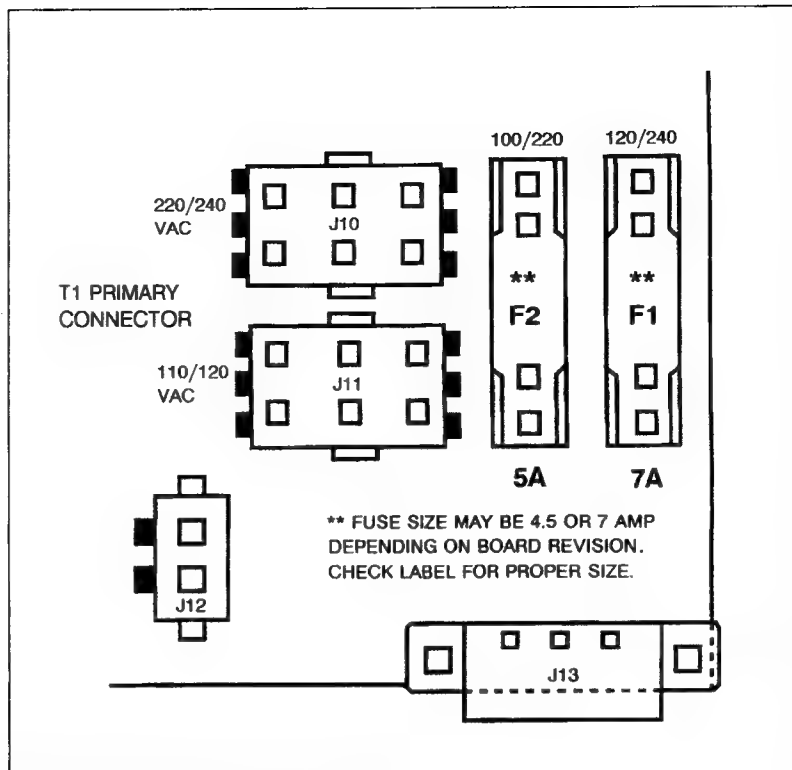 100/220
120/240
220/240
VAC
J10
**
F2
**
F1
T1 PRIMARY
CONNECTOR
110/120
VAC
J11
5A
7A
** FUSE SIZE MAY BE 4.5 OR 7 AMP
DEPENDING ON BOARD REVISION.
CHECK LABEL FOR PROPER SIZE.
J12
J13